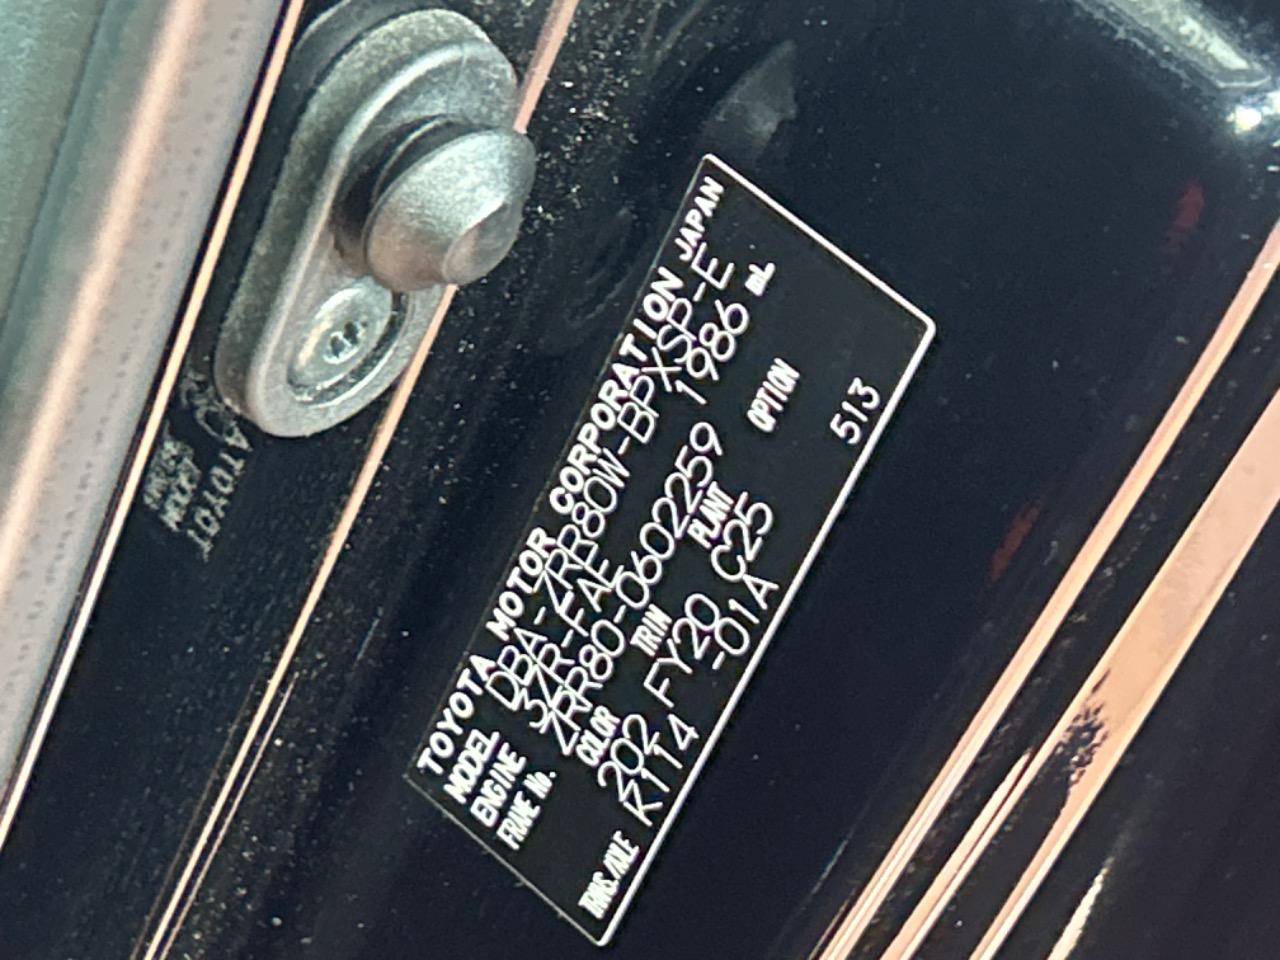 TOYOTA MOTOR CORPORATION JAPAN
MODEL DBA-ZRR80W-BPXSP-E
ENGINE 3ZR-FAE 1986 mL
FRAME No. ZRR80-0602259
COLOR TRIM PLANT OPTION
202 FY20 C25
TRANS./AXLE R114 -01A 513